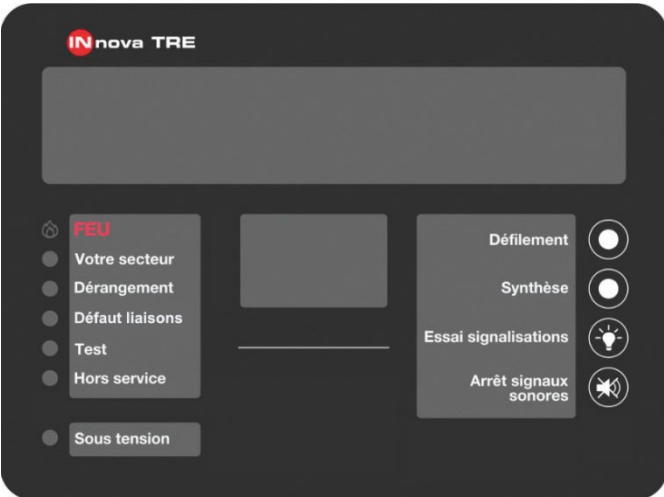 INnova TRE
FEU
Votre secteur
Dérangement
Défaut liaisons
Test
Hors service
Sous tension
Défilement
Synthèse
Essai signalisations
Arrêt signaux
sonores